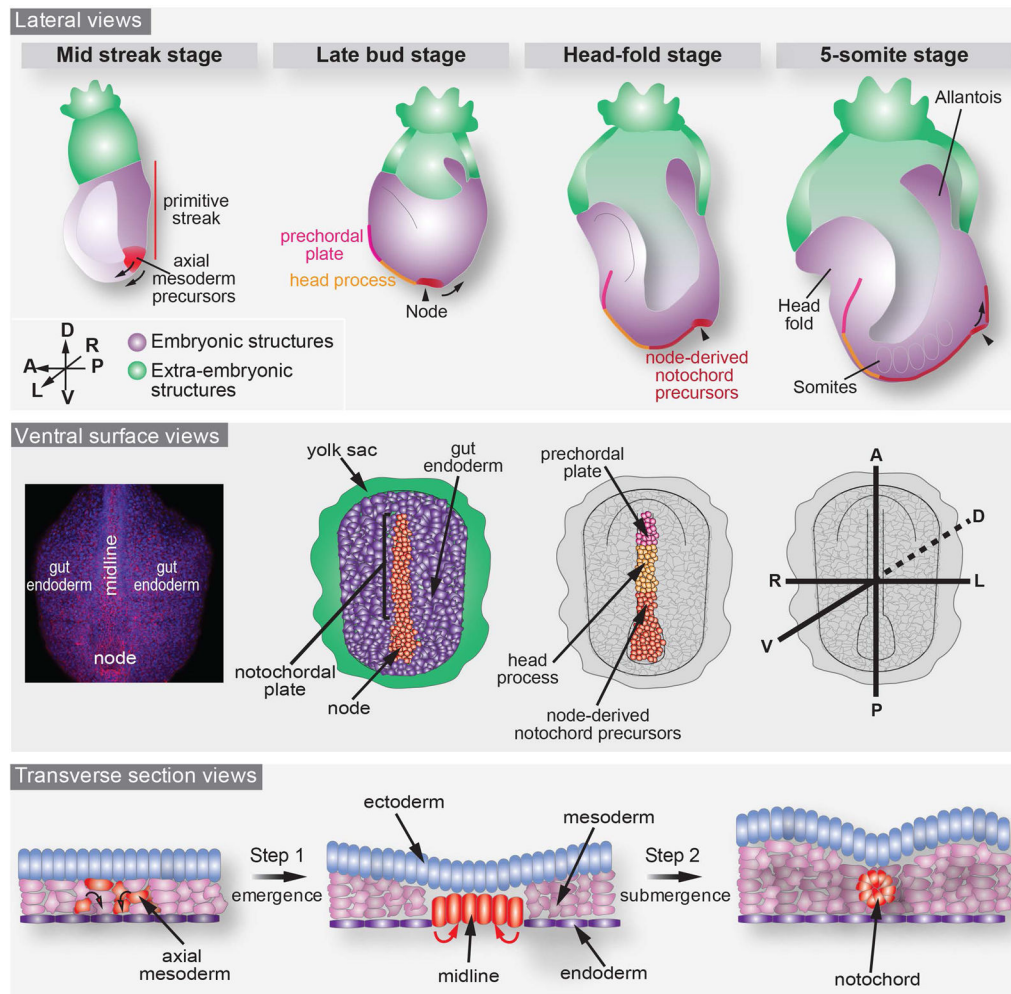 Lateral views
Mid streak stage
Late bud stage
Head-fold stage
5-somite stage
Allantois
primitive
streak
axial
mesoderm
precursors
prechordal
plate
head process
Node
Head
fold
Somites
node-derived
notochord
precursors
D
R
A
P
L
V
Embryonic structures
Extra-embryonic
structures
Ventral surface views
gut
endoderm
midline
gut
endoderm
node
yolk sac
gut
endoderm
notochordal
plate
node
prechordal
plate
head
process
node-derived
notochord precursors
A
D
R
L
V
P
Transverse section views
axial
mesoderm
Step 1
emergence
ectoderm
mesoderm
midline
endoderm
Step 2
submergence
notochord